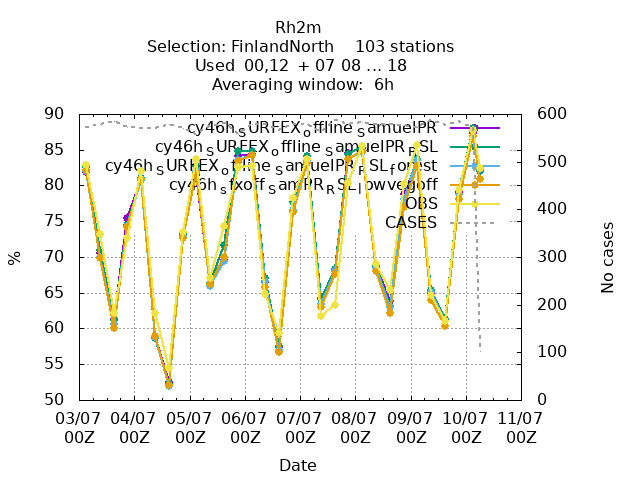 Rh2m
Selection: FinlandNorth 103 stations
Used 00,12 + 07 08 ... 18
Averaging window: 6h
cy46h_SURFEX_offline_SamuelPR
cy46h_SURFEX_offline_SamuelPR_RSL
cy46h_SURFEX_offline_SamuelPR_RSL_forest
cy46h_sfxoff_SamPR_RSL_lowvegoff
OBS
CASES
90
85
80
75
70
65
60
55
50
%
600
500
400
300
200
100
0
No cases
03/07 04/07 05/07 06/07 07/07 08/07 09/07 10/07 11/07
00Z 00Z 00Z 00Z 00Z 00Z 00Z 00Z 00Z
Date